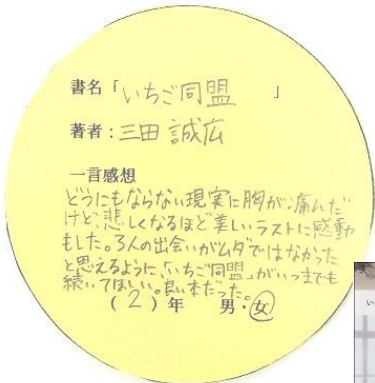 書名「いちご同盟　」
著者：三田 誠広
一言感想
どうにもならない現実に胸が痛んだ
けど悲しくなるほど美しいラストに感動
もした。3人の出会いがムダではなかった
と思えるように、「いちご同盟」がいつまでも
続いてほしい。良い本だった。
(2)年　男・女
い